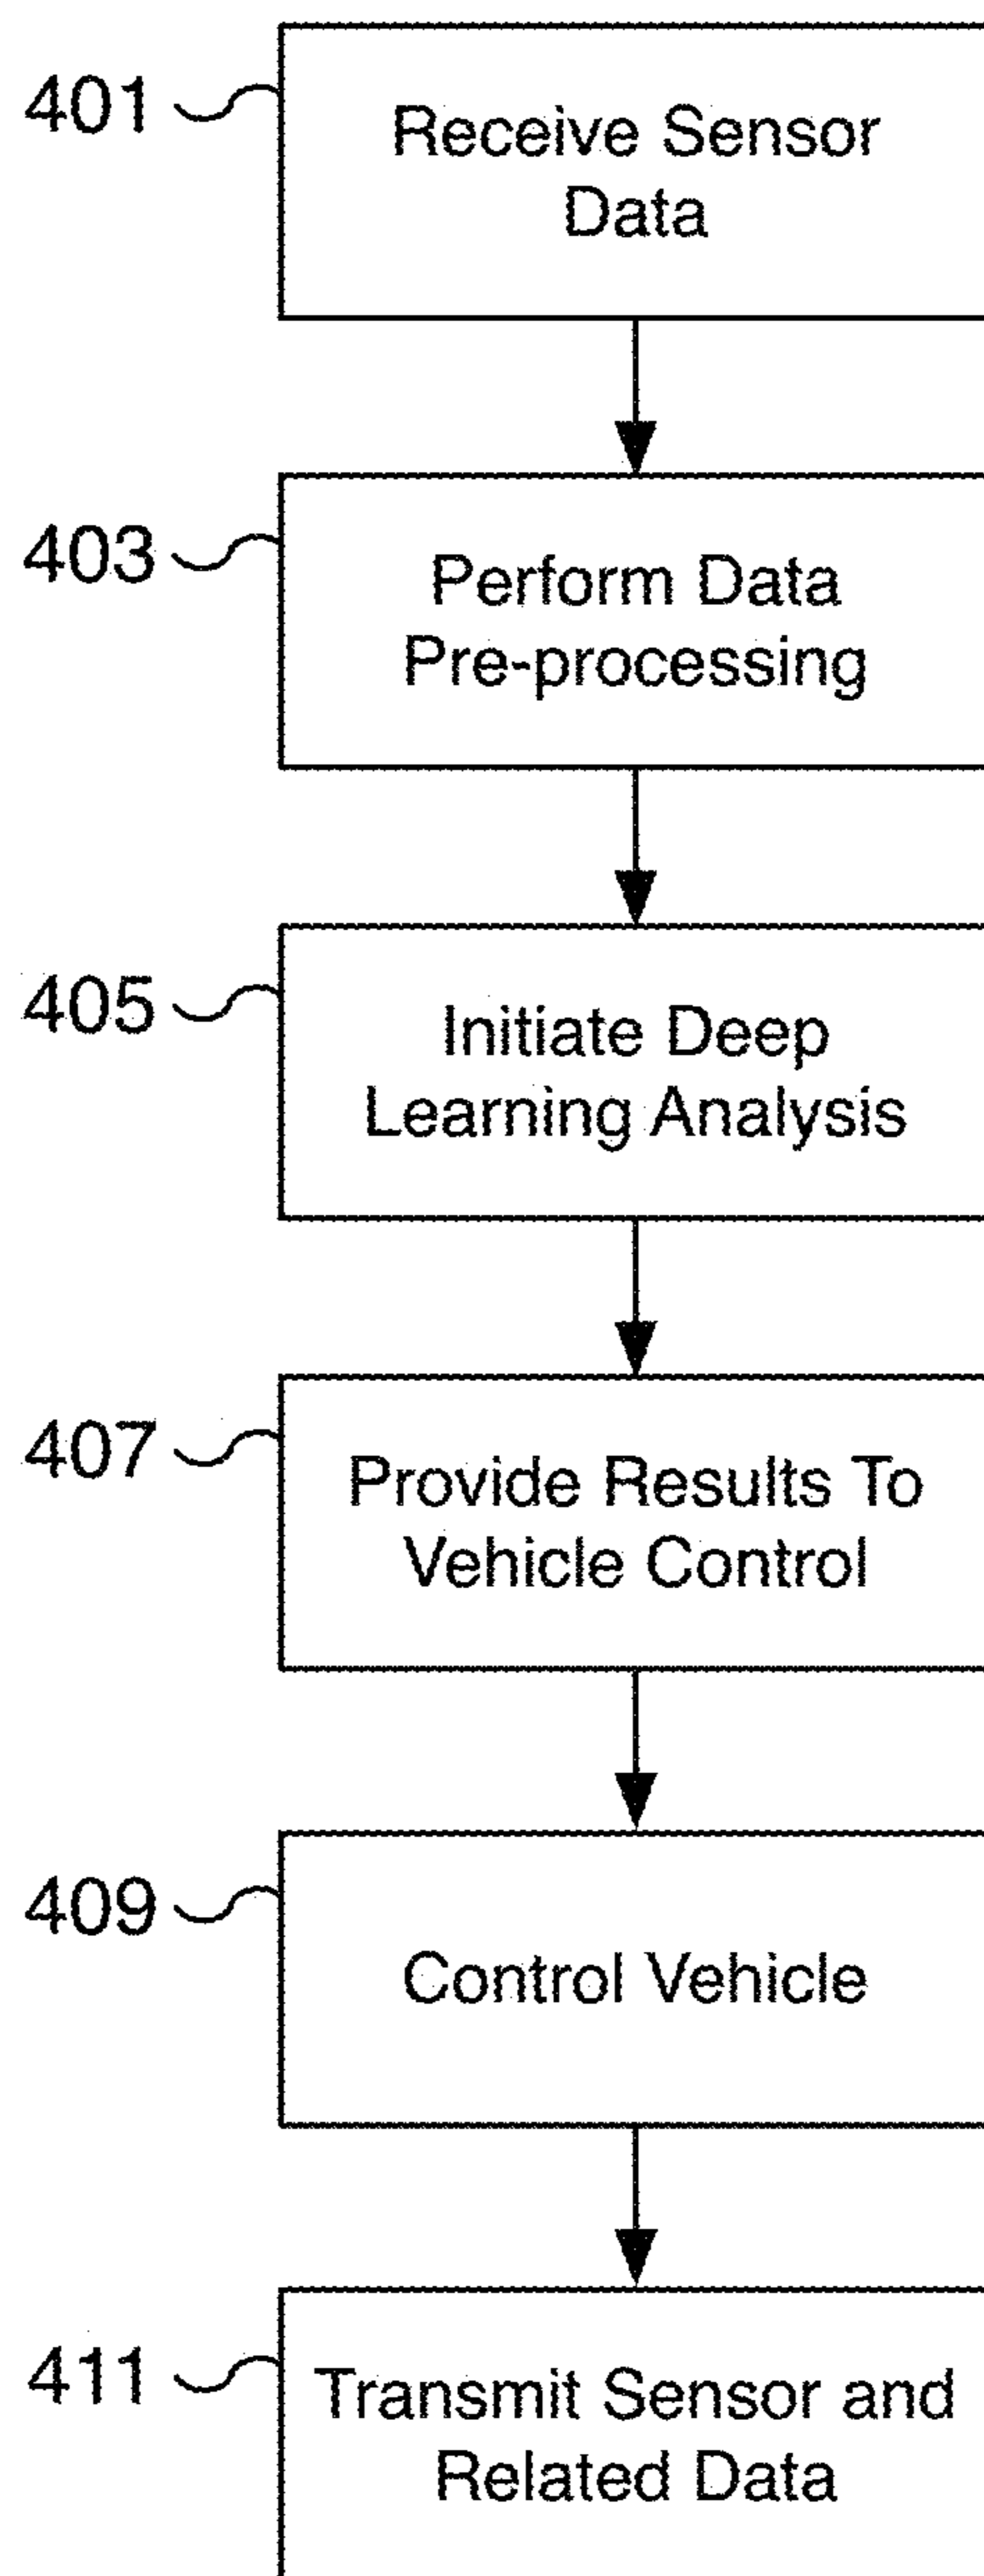 401
Receive Sensor
Data
403
Perform Data
Pre-processing
405
Initiate Deep
Learning Analysis
407
Provide Results To
Vehicle Control
409
Control Vehicle
411
Transmit Sensor and
Related Data